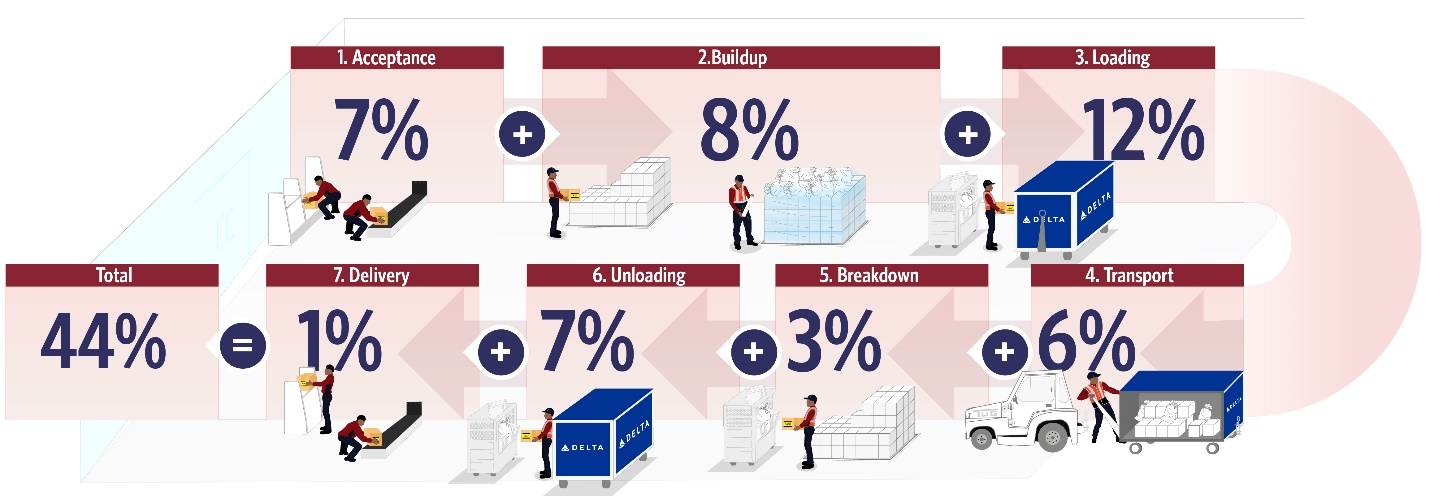 1. Acceptance
7%
+
2.Buildup
8%
+
3. Loading
12%
DELTA
DELTA
4. Transport
6%
DELTA
+
5. Breakdown
3%
+
6. Unloading
7%
DELTA
DELTA
+
7. Delivery
1%
=
Total
44%